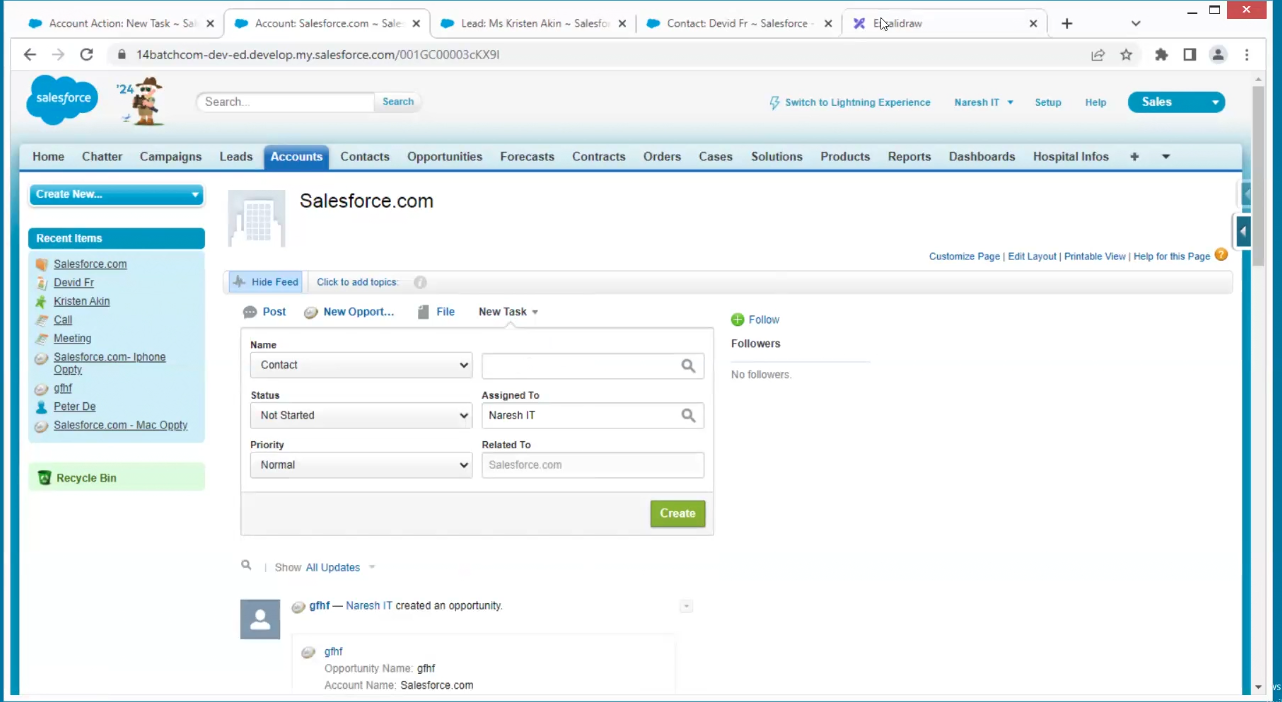 Account Action: New Task ~ Sal
Account: Salesforce.com ~ Sales
Lead: Ms Kristen Akin ~ Salesfor
Contact: Devid Fr ~ Salesforce -
Excalidraw
14batchcom-dev-ed.develop.my.salesforce.com/001GC00003cKX9I
salesforce
'24
Search...
Search
Switch to Lightning Experience
Naresh IT
Setup
Help
Sales
Home
Chatter
Campaigns
Leads
Accounts
Contacts
Opportunities
Forecasts
Contracts
Orders
Cases
Solutions
Products
Reports
Dashboards
Hospital Infos
Create New...
Recent Items
Salesforce.com
Devid Fr
Kristen Akin
Call
Meeting
Salesforce.com- Iphone
Oppty
gfhf
Peter De
Salesforce.com - Mac Oppty
Recycle Bin
Salesforce.com
Customize Page | Edit Layout | Printable View | Help for this Page
Hide Feed
Click to add topics:
Post
New Opport...
File
New Task
Name
Contact
Status
Assigned To
Not Started
Naresh IT
Priority
Related To
Normal
Salesforce.com
Create
Follow
Followers
No followers.
| Show All Updates
gfhf — Naresh IT created an opportunity.
gfhf
Opportunity Name: gfhf
Account Name: Salesforce.com